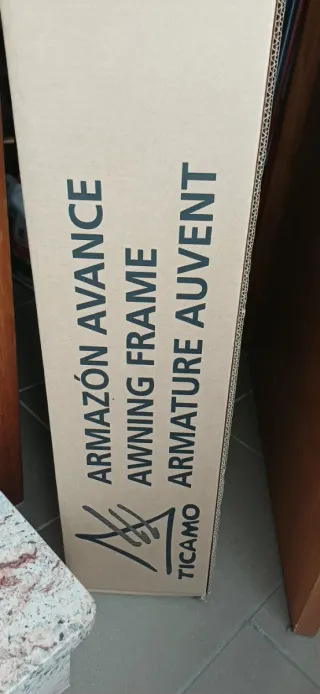 ARMAZÓN AVANCE
AWNING FRAME
ARMATURE AUVENT
TICAMO